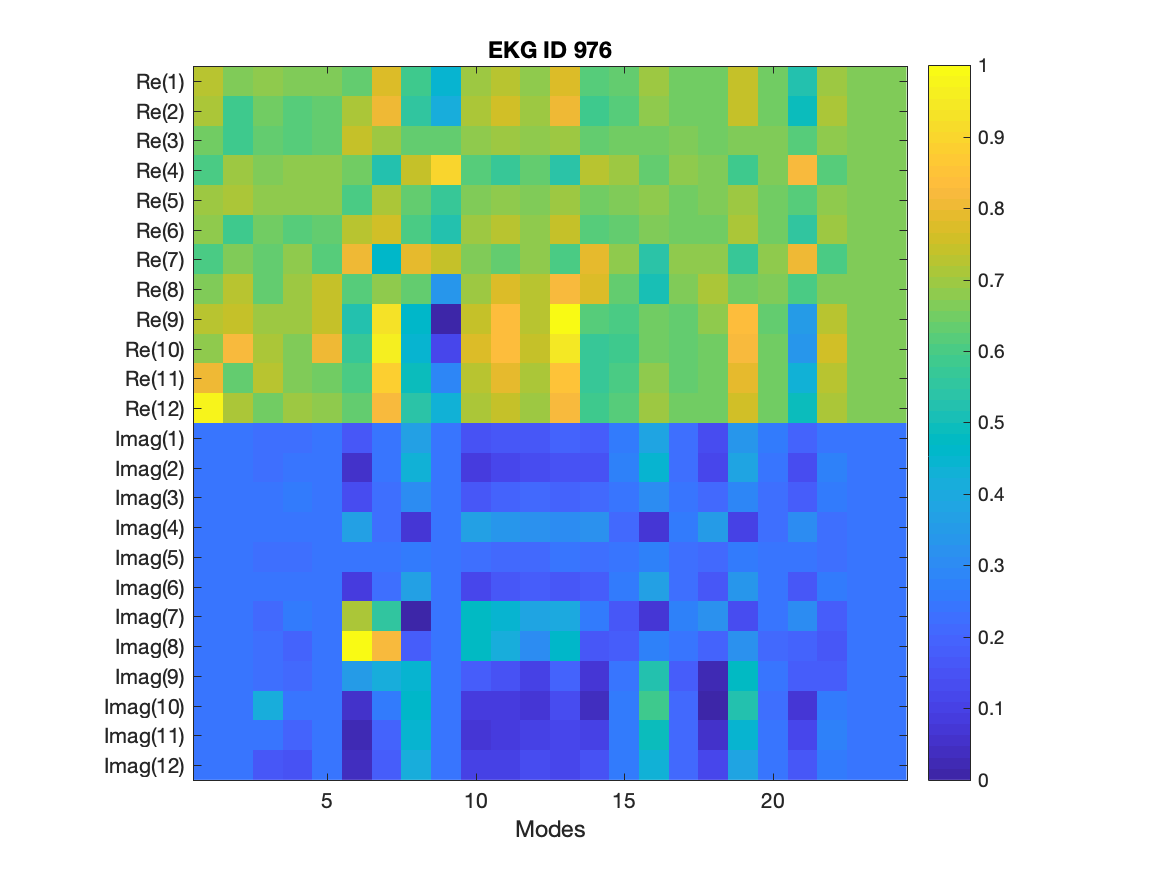 EKG ID 976
Re(1)
Re(2)
Re(3)
Re(4)
Re(5)
Re(6)
Re(7)
Re(8)
Re(9)
Re(10)
Re(11)
Re(12)
Imag(1)
Imag(2)
Imag(3)
Imag(4)
Imag(5)
Imag(6)
Imag(7)
Imag(8)
Imag(9)
Imag(10)
Imag(11)
Imag(12)
5 10 15 20
Modes
1
0.9
0.8
0.7
0.6
0.5
0.4
0.3
0.2
0.1
0